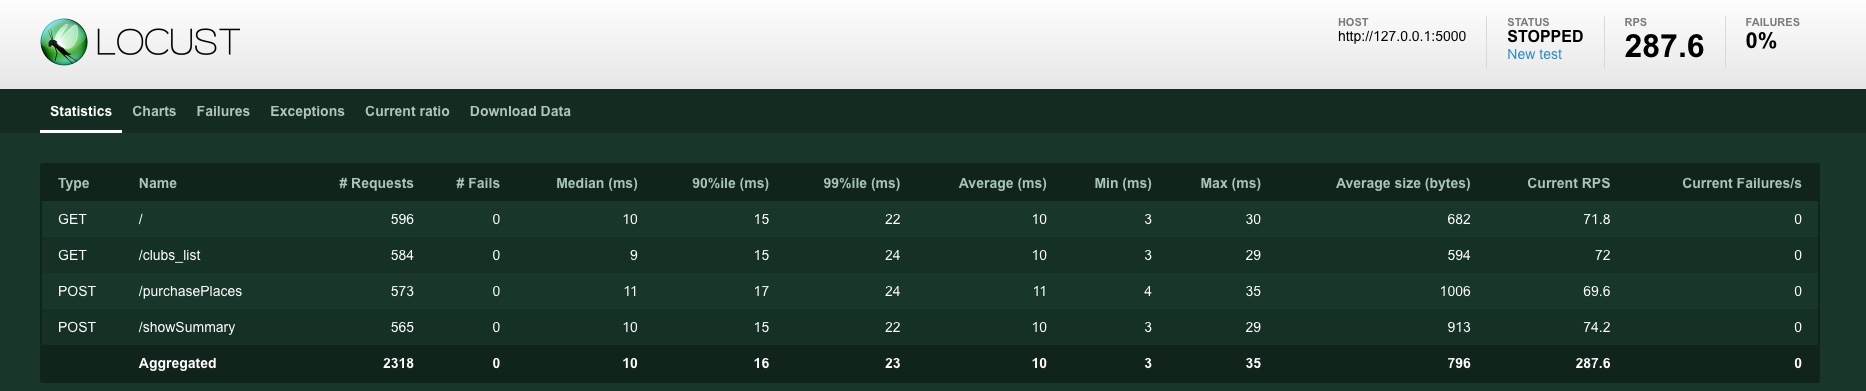 LOCUST
HOST
http://127.0.0.1:5000
STATUS
STOPPED
New test
RPS
287.6
FAILURES
0%
Statistics Charts Failures Exceptions Current ratio Download Data
Type Name # Requests # Fails Median (ms) 90%ile (ms) 99%ile (ms) Average (ms) Min (ms) Max (ms) Average size (bytes) Current RPS Current Failures/s
GET / 596 0 10 15 22 10 3 30 682 71.8 0
GET /clubs_list 584 0 9 15 24 10 3 29 594 72 0
POST /purchasePlaces 573 0 11 17 24 11 4 35 1006 69.6 0
POST /showSummary 565 0 10 15 22 10 3 29 913 74.2 0
Aggregated 2318 0 10 16 23 10 3 35 796 287.6 0